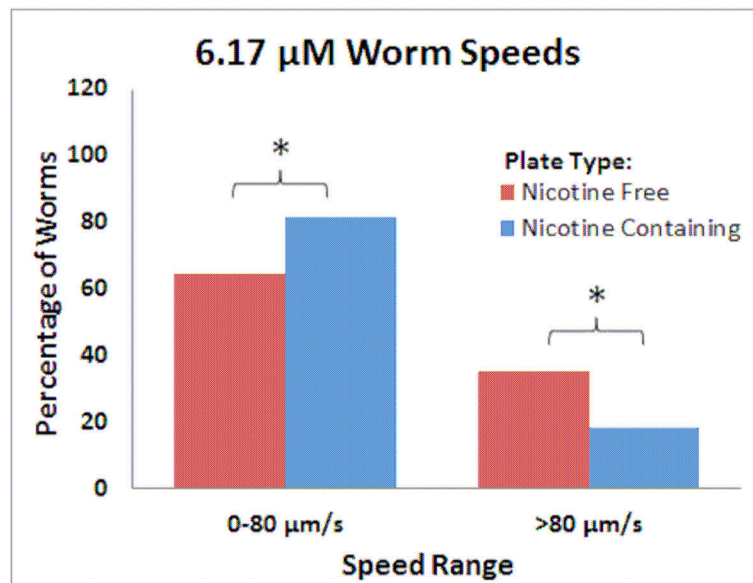 6.17 µM Worm Speeds
120
100
80
60
40
20
0
Percentage of Worms
*
*
Plate Type:
Nicotine Free
Nicotine Containing
0-80 µm/s
>80 µm/s
Speed Range